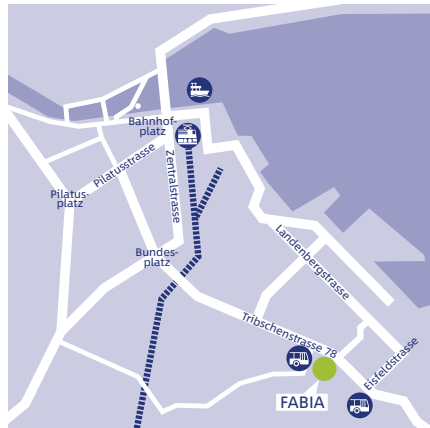 Bahnhof-
platz
Pilatusstrasse
Zentralstrasse
Pilatus-
platz
Bundes-
platz
Landenbergstrasse
Tribschenstrasse 78
Eisfeldstrasse
FABIA